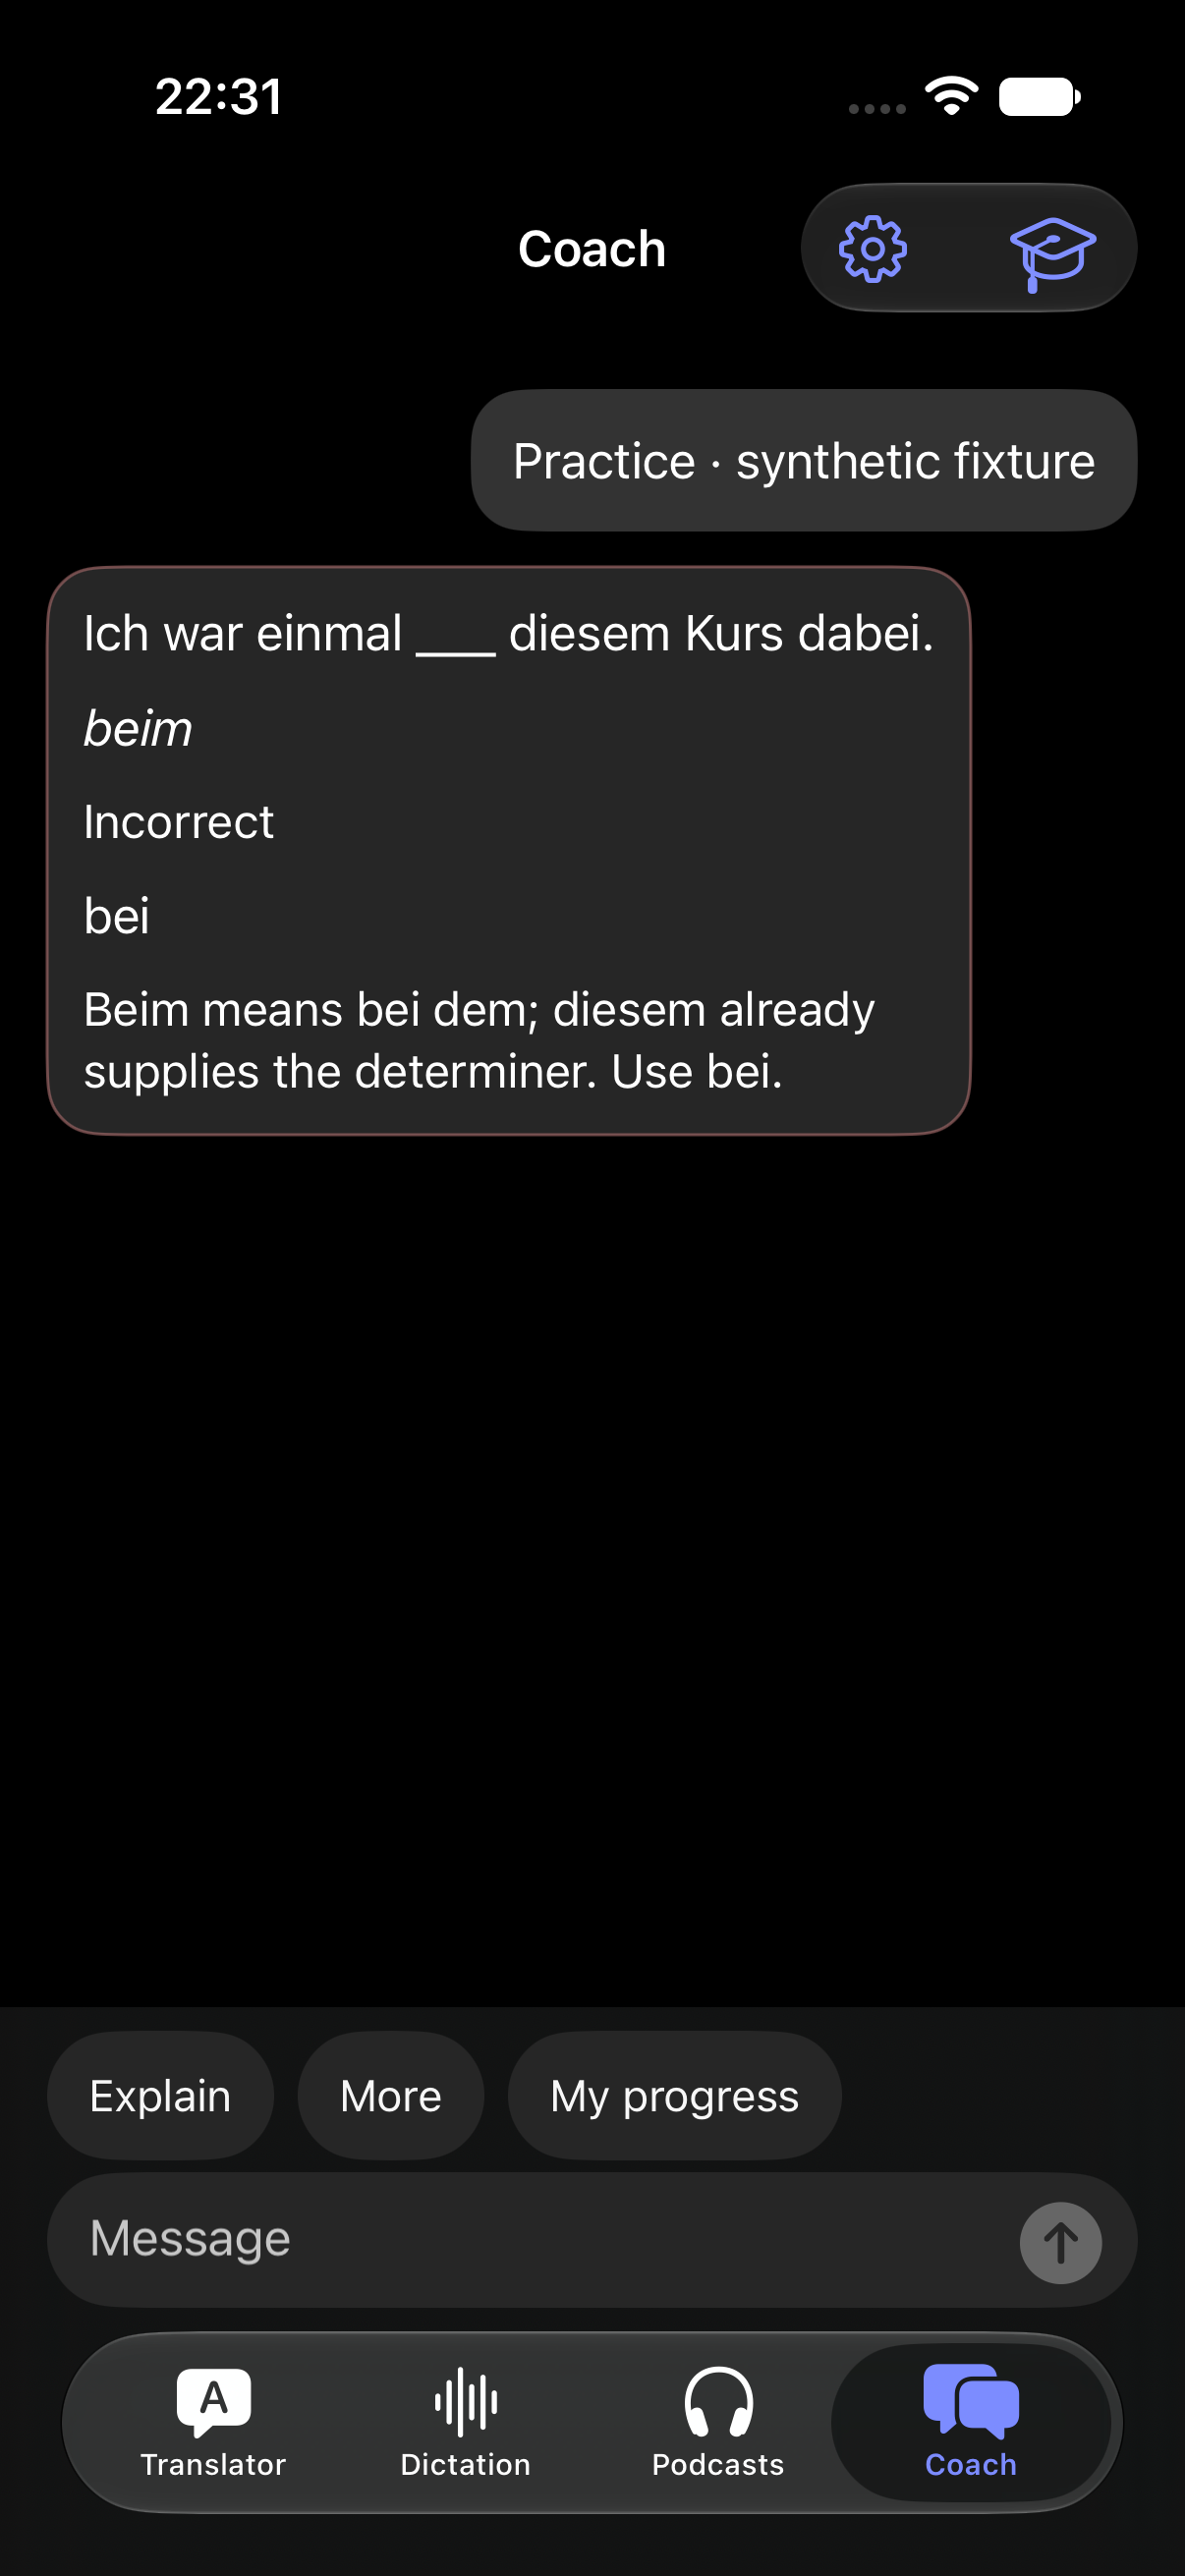 22:31
Coach
Practice · synthetic fixture
Ich war einmal ____ diesem Kurs dabei.
beim
Incorrect
bei
Beim means bei dem; diesem already
supplies the determiner. Use bei.
Explain
More
My progress
Message
A
Translator
Dictation
Podcasts
Coach